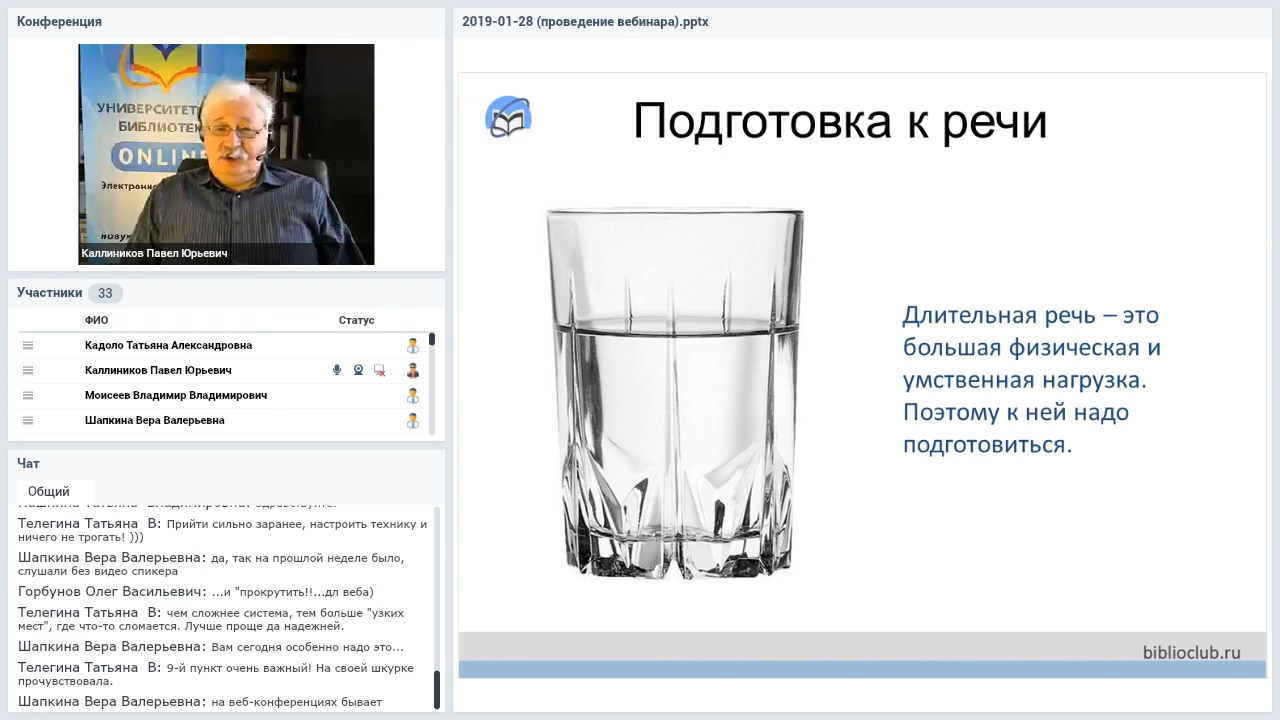 Конференция
УНИВЕРСИТЕТ
БИБЛИОТЕК
ONLINE
Каллиников Павел Юрьевич
Участники 33
ФИО Статус
Кадоло Татьяна Александровна
Каллиников Павел Юрьевич
Моисеев Владимир Владимирович
Шапкина Вера Валерьевна
Чат
Общий
Телегина Татьяна В: Прийти сильно заранее, настроить технику и
ничего не трогать! )))
Шапкина Вера Валерьевна: да, так на прошлой неделе было,
слушали без видео спикера
Горбунов Олег Васильевич: ...и "прокрутить!!...дл веба)
Телегина Татьяна В: чем сложнее система, тем больше "узких
мест", где что-то сломается. Лучше проще да надежней.
Шапкина Вера Валерьевна: Вам сегодня особенно надо это...
Телегина Татьяна В: 9-й пункт очень важный! На своей шкурке
прочувствовала.
Шапкина Вера Валерьевна: на веб-конференциях бывает
2019-01-28 (проведение вебинара).pptx
Подготовка к речи
Длительная речь – это
большая физическая и
умственная нагрузка.
Поэтому к ней надо
подготовиться.
biblioclub.ru